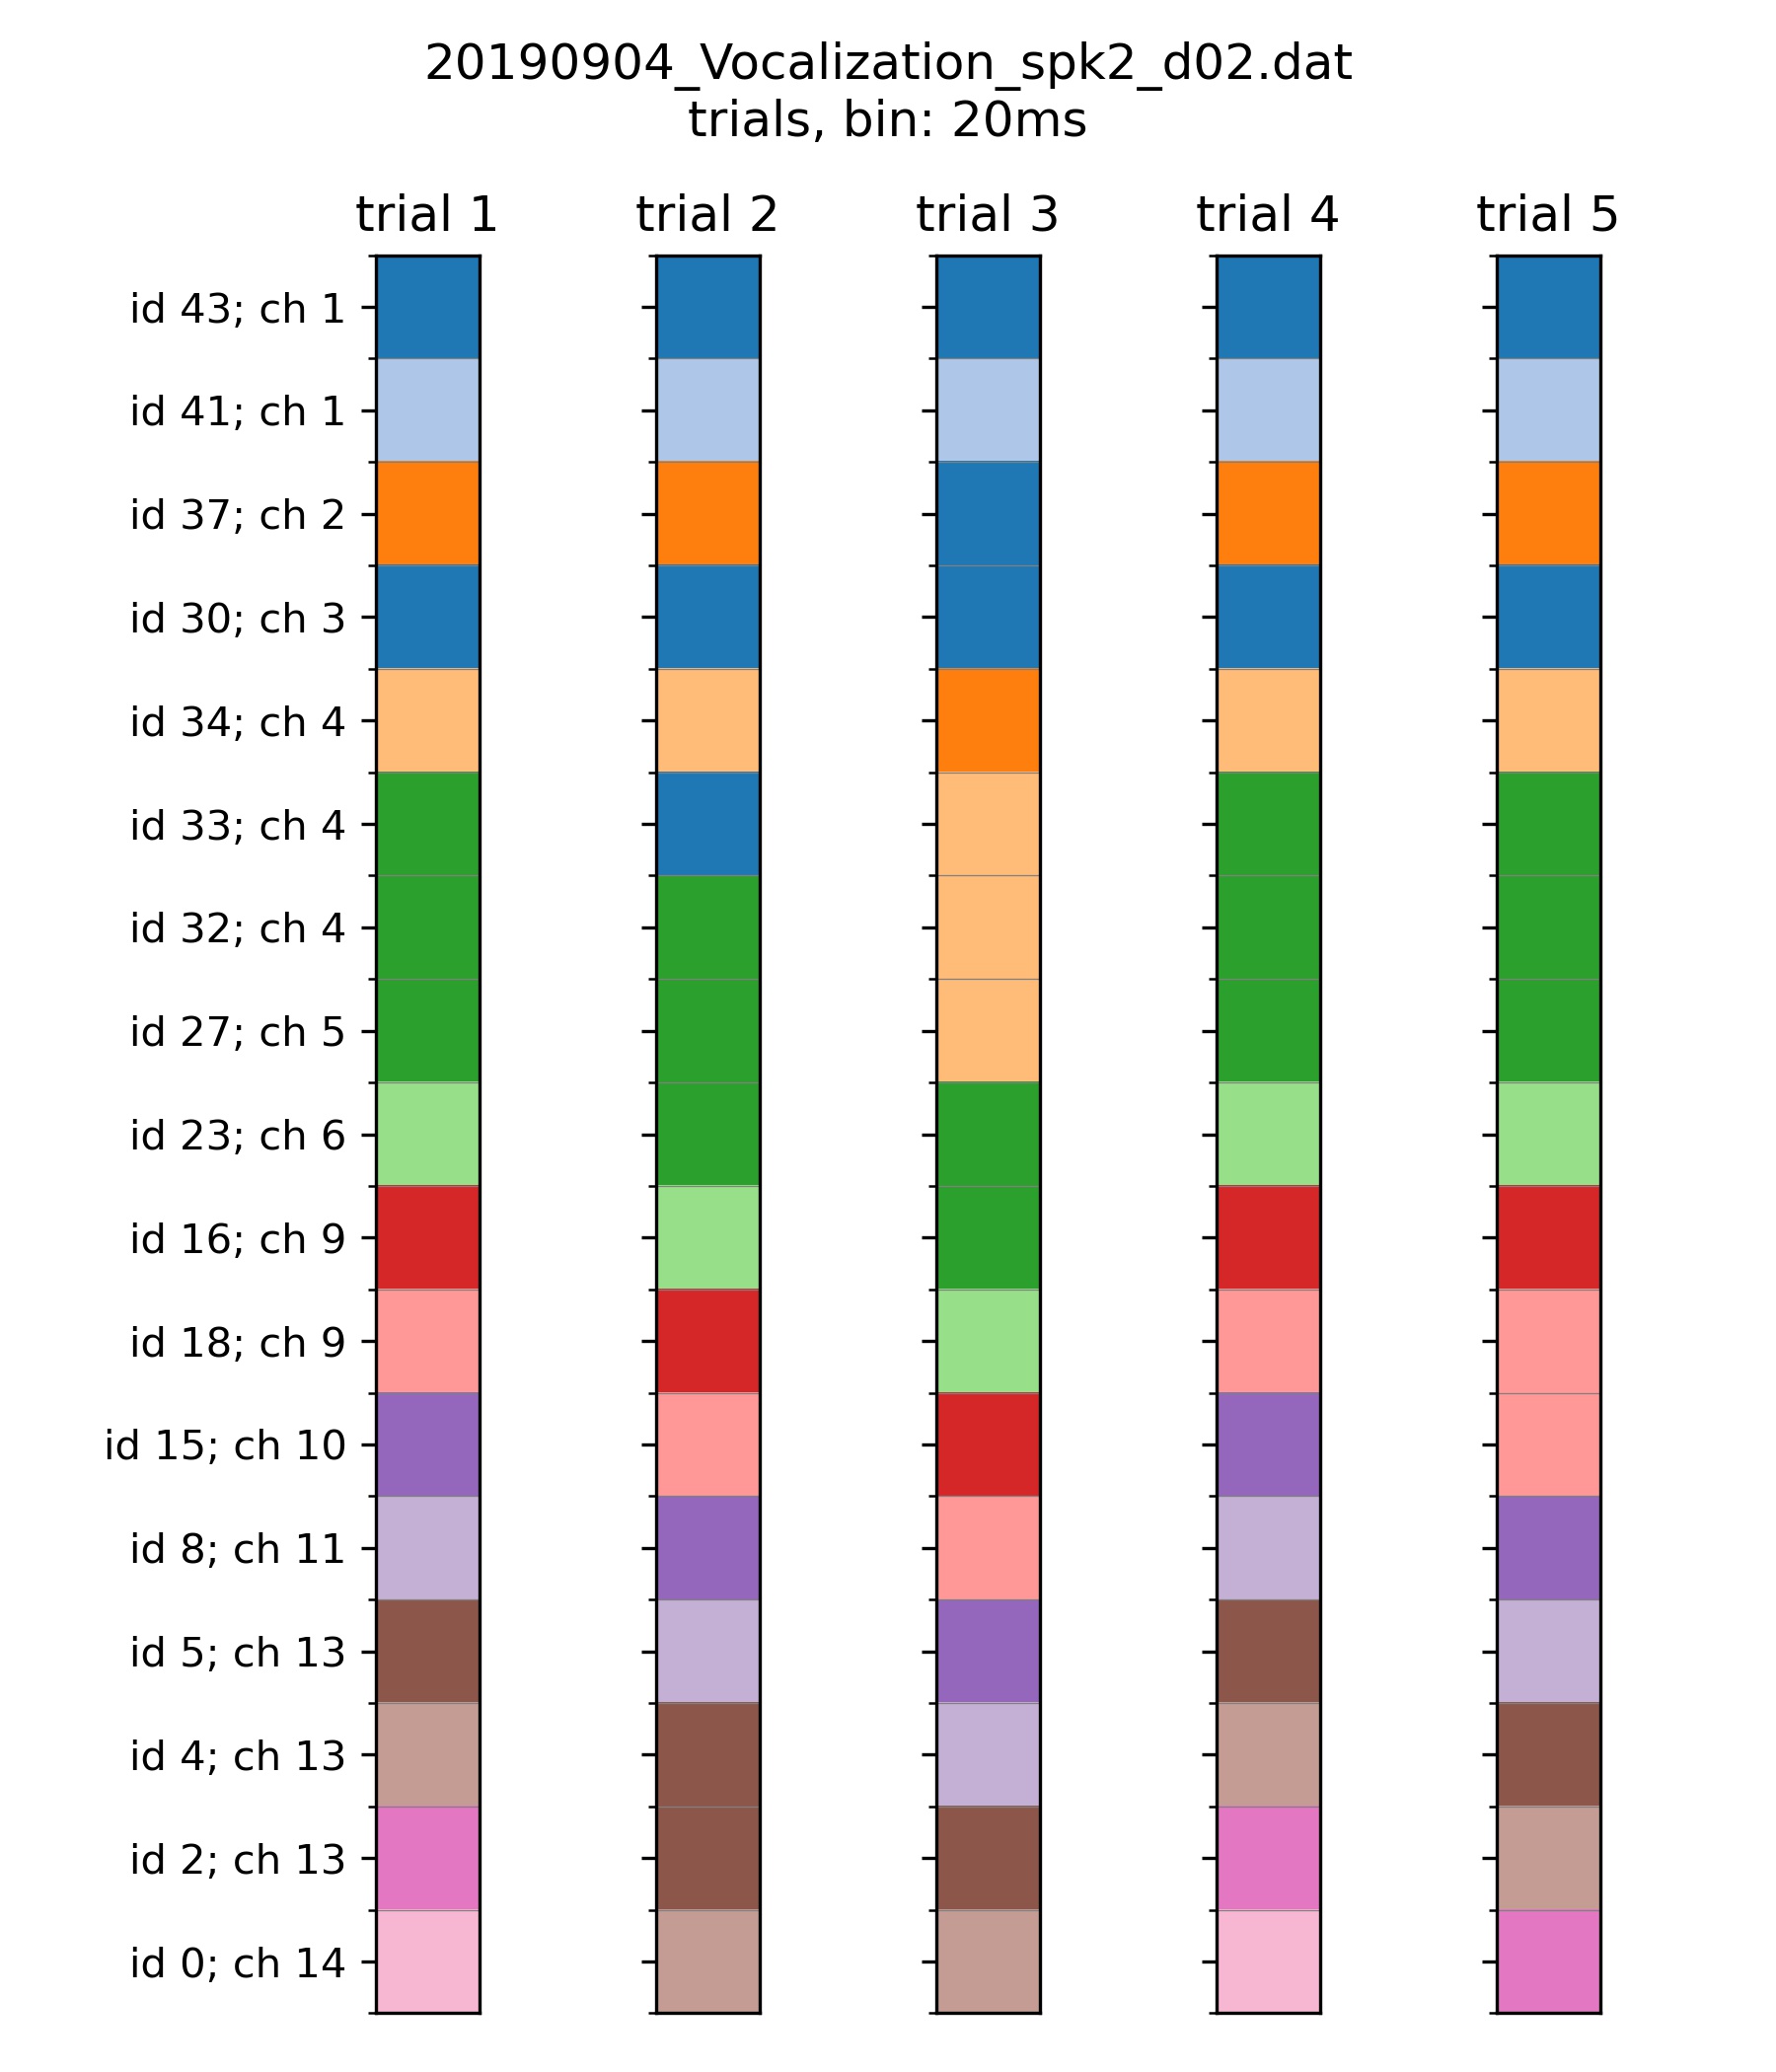 20190904_Vocalization_spk2_d02.dat
trials, bin: 20ms
trial 1 trial 2 trial 3 trial 4 trial 5
id 43; ch 1
id 41; ch 1
id 37; ch 2
id 30; ch 3
id 34; ch 4
id 33; ch 4
id 32; ch 4
id 27; ch 5
id 23; ch 6
id 16; ch 9
id 18; ch 9
id 15; ch 10
id 8; ch 11
id 5; ch 13
id 4; ch 13
id 2; ch 13
id 0; ch 14